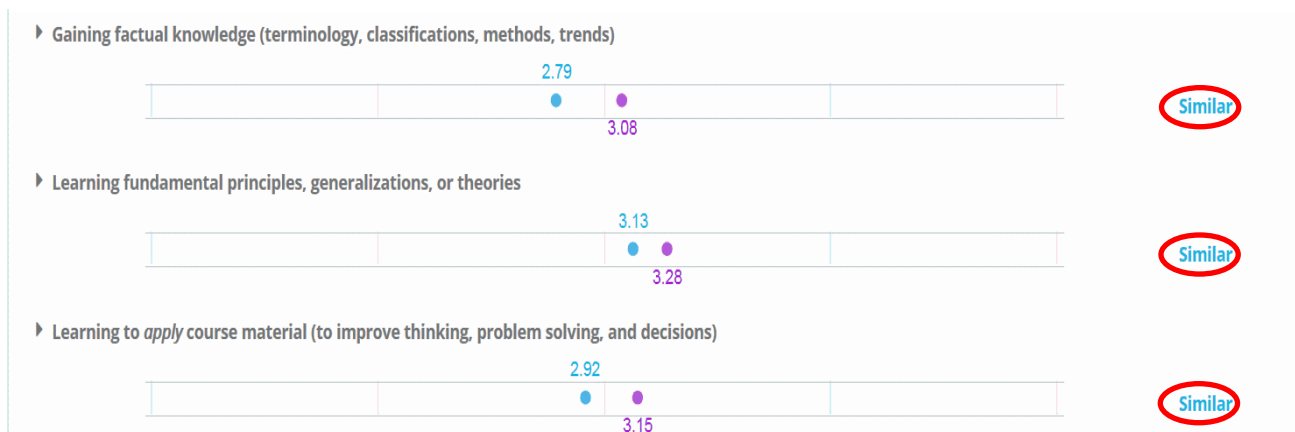 Gaining factual knowledge (terminology, classifications, methods, trends)
2.79
Similar
3.08
Learning fundamental principles, generalizations, or theories
3.13
Similar
3.28
Learning to apply course material (to improve thinking, problem solving, and decisions)
2.92
Similar
3.15